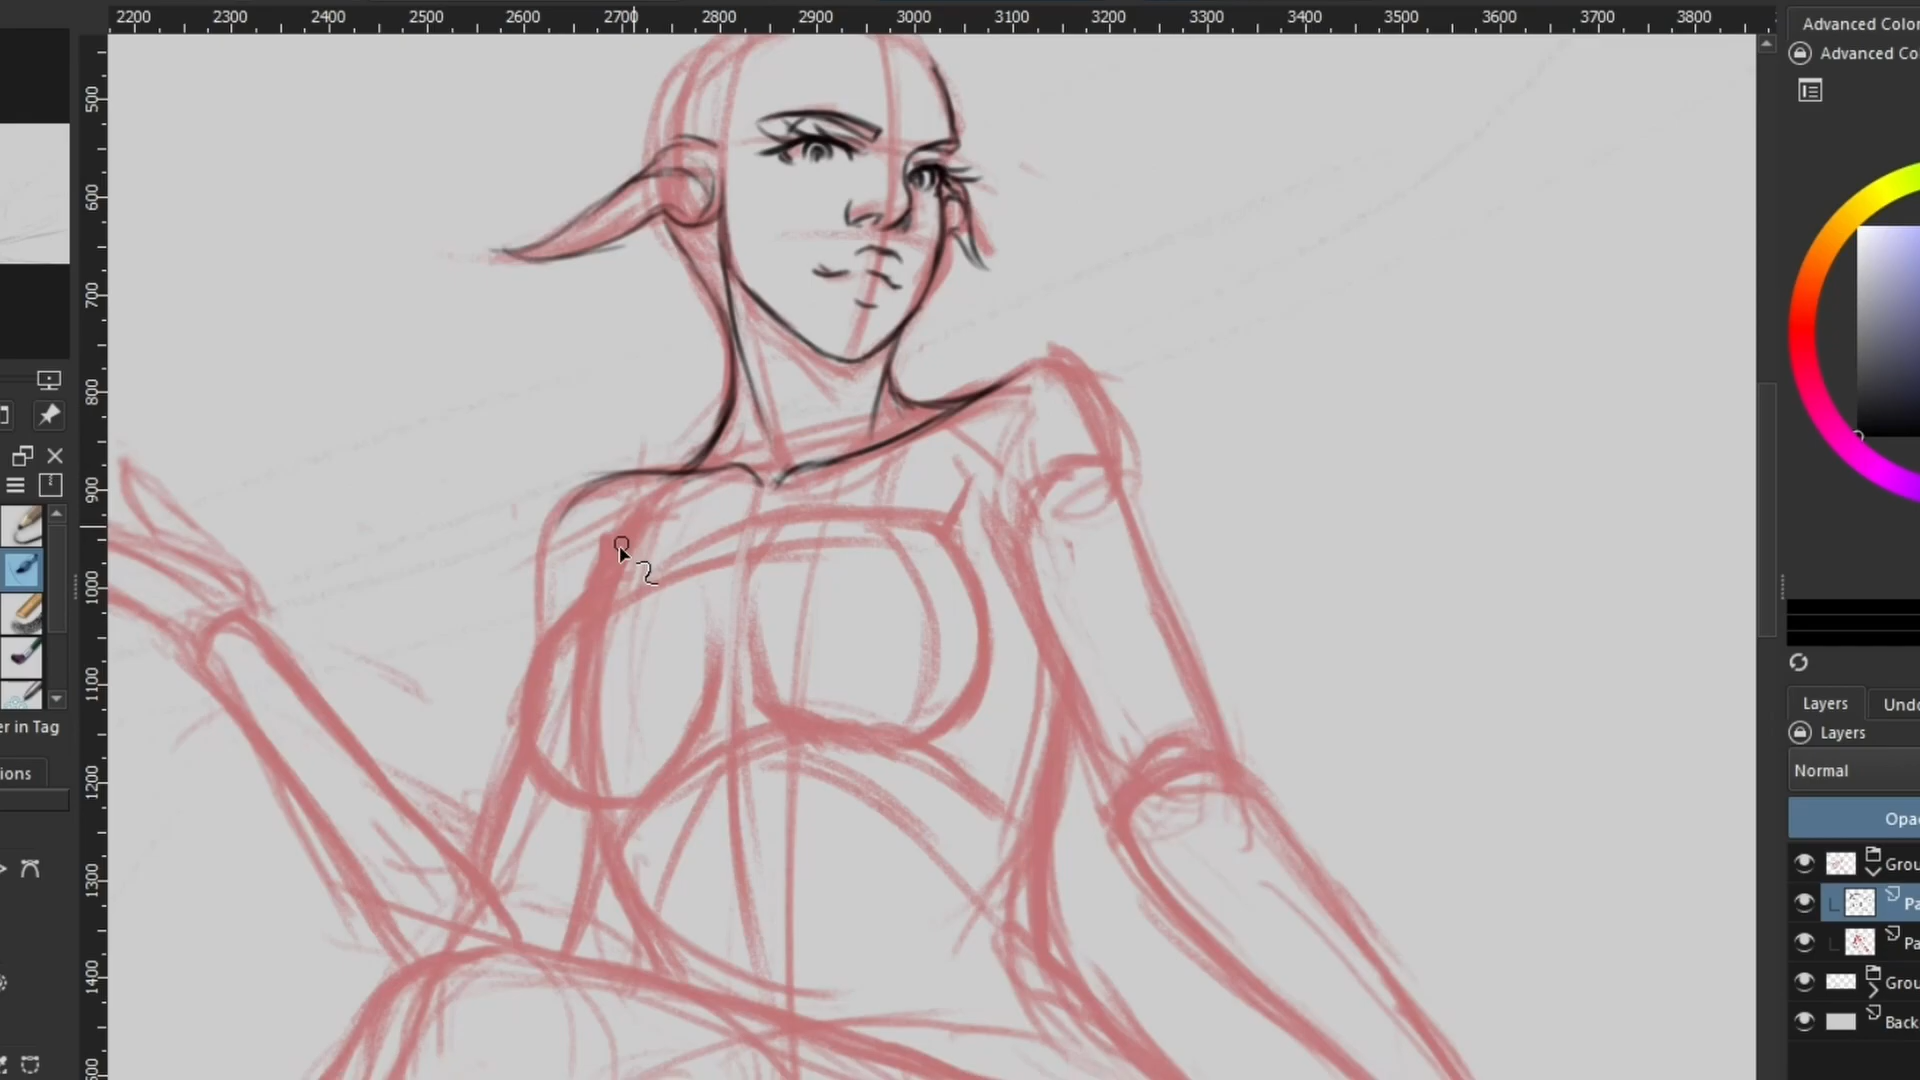 2200 2300 2400 2500 2600 2700 2800 2900 3000 3100 3200 3300 3400 3500 3600 3700 3800
Advanced Color
Advanced Co
500
600
700
800
900
1000
1100
1200
1300
1400
er in Tag
ions
Layers Undo
Layers
Normal
Opac
Grou
Pa
Pa
Grou
Back